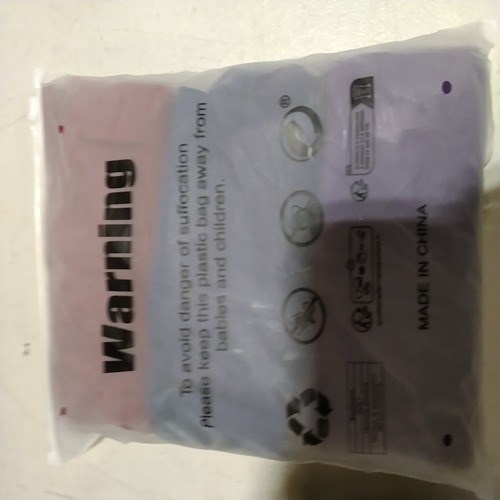 Warning
To avoid danger of suffocation
Please keep this plastic bag away from
babies and children.
®
MADE IN CHINA